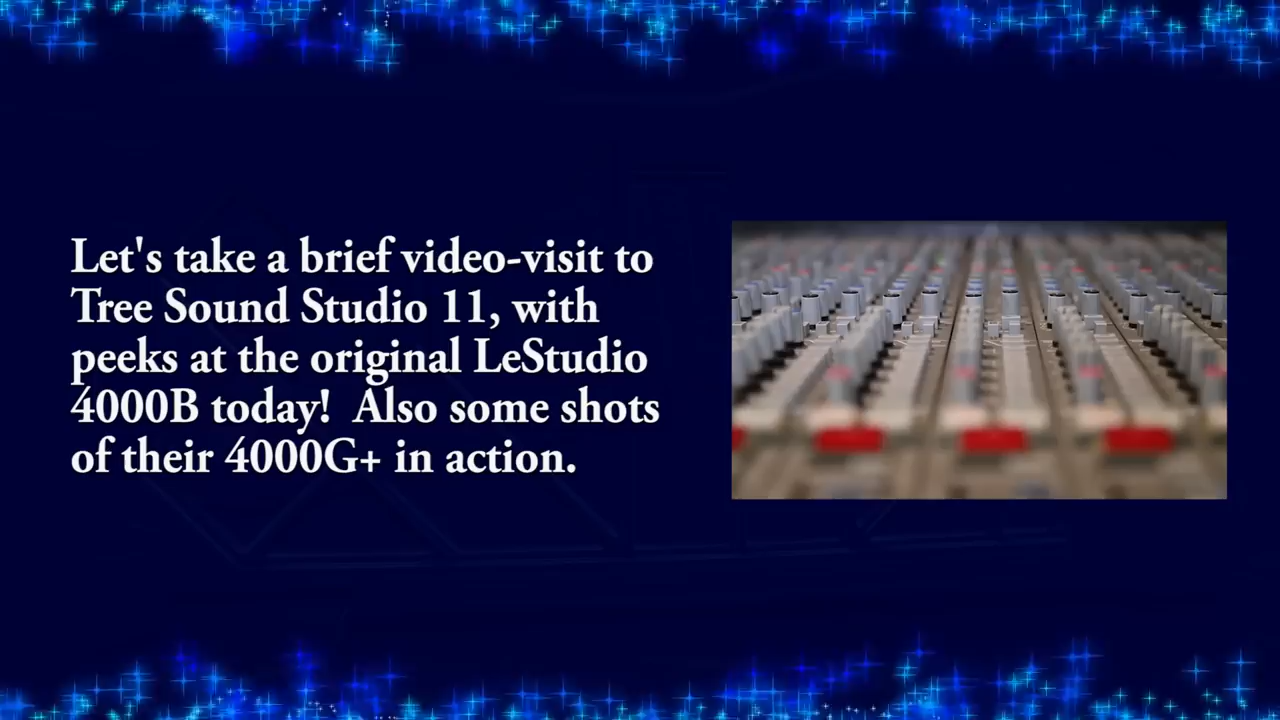 Let's take a brief video-visit to
Tree Sound Studio 11, with
peeks at the original LeStudio
4000B today!  Also some shots
of their 4000G+ in action.